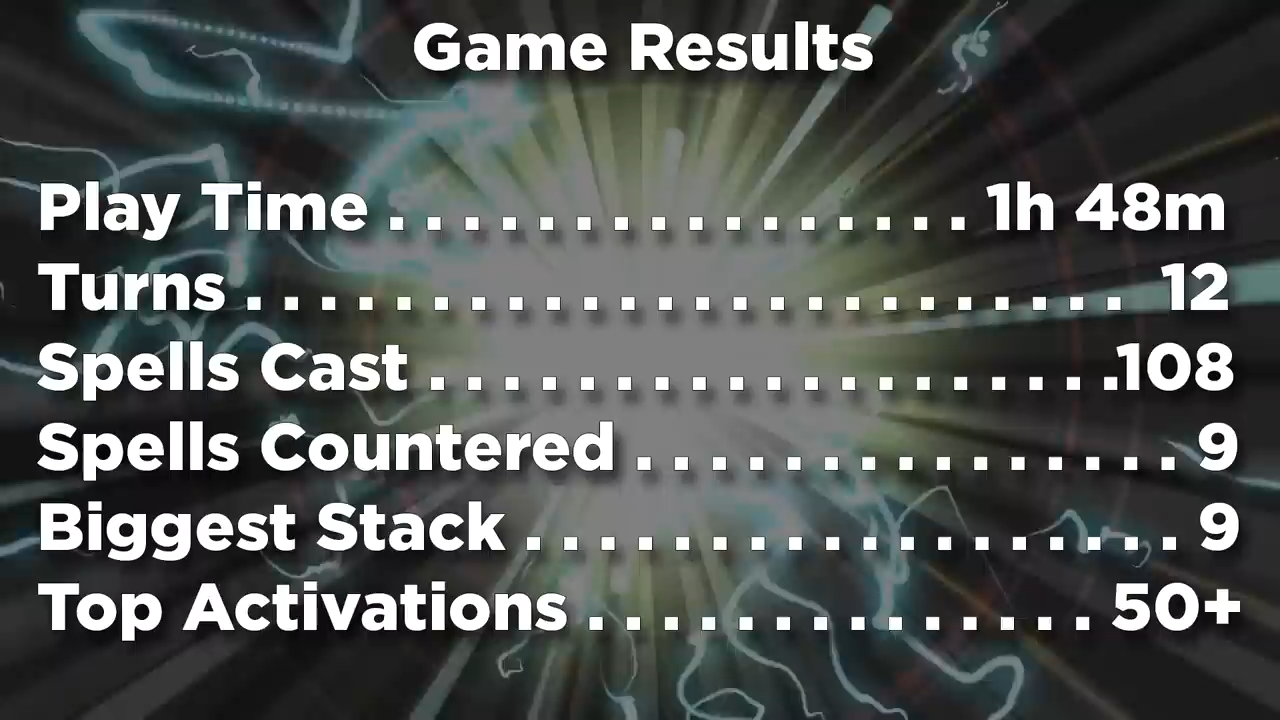 Game Results
Play Time . . . . . . . . . . . . . . . . 1h 48m
Turns . . . . . . . . . . . . . . . . . . . . . . . . 12
Spells Cast . . . . . . . . . . . . . . . . . . .108
Spells Countered . . . . . . . . . . . . . . . 9
Biggest Stack . . . . . . . . . . . . . . . . . . 9
Top Activations . . . . . . . . . . . . . . 50+